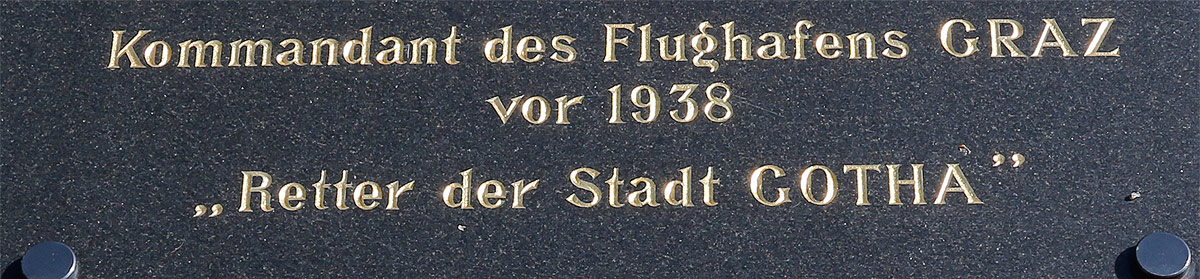 Kommandant des Flughafens GRAZ
vor 1938
„Retter der Stadt GOTHA”